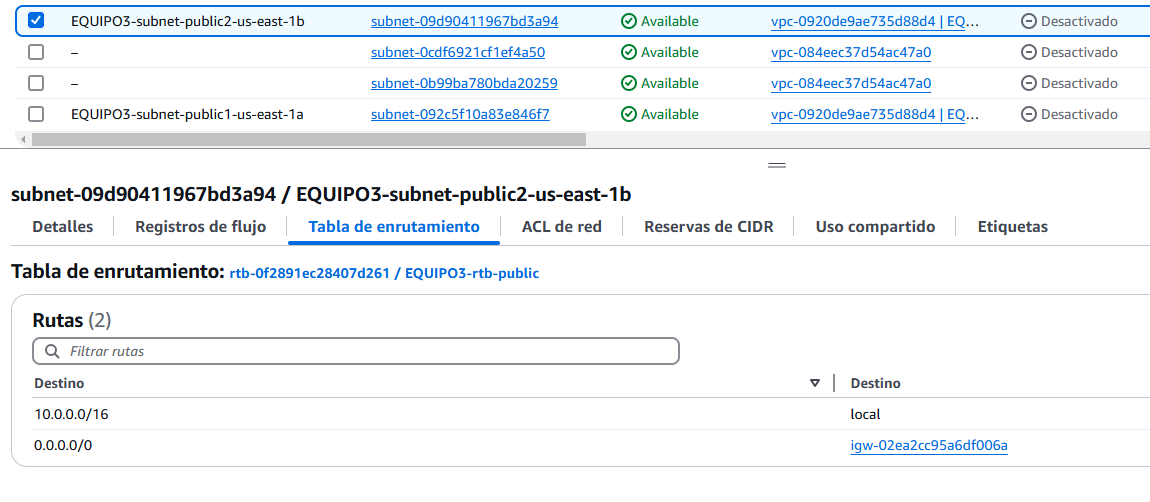 EQUIPO3-subnet-public2-us-east-1b subnet-09d90411967bd3a94 Available vpc-0920de9ae735d88d4 | EQ… Desactivado
– subnet-0cdf6921cf1ef4a50 Available vpc-084eec37d54ac47a0 Desactivado
– subnet-0b99ba780bda20259 Available vpc-084eec37d54ac47a0 Desactivado
EQUIPO3-subnet-public1-us-east-1a subnet-092c5f10a83e846f7 Available vpc-0920de9ae735d88d4 | EQ… Desactivado
subnet-09d90411967bd3a94 / EQUIPO3-subnet-public2-us-east-1b
Detalles Registros de flujo Tabla de enrutamiento ACL de red Reservas de CIDR Uso compartido Etiquetas
Tabla de enrutamiento: rtb-0f2891ec28407d261 / EQUIPO3-rtb-public
Rutas (2)
Filtrar rutas
Destino Destino
10.0.0.0/16 local
0.0.0.0/0 igw-02ea2cc95a6df006a